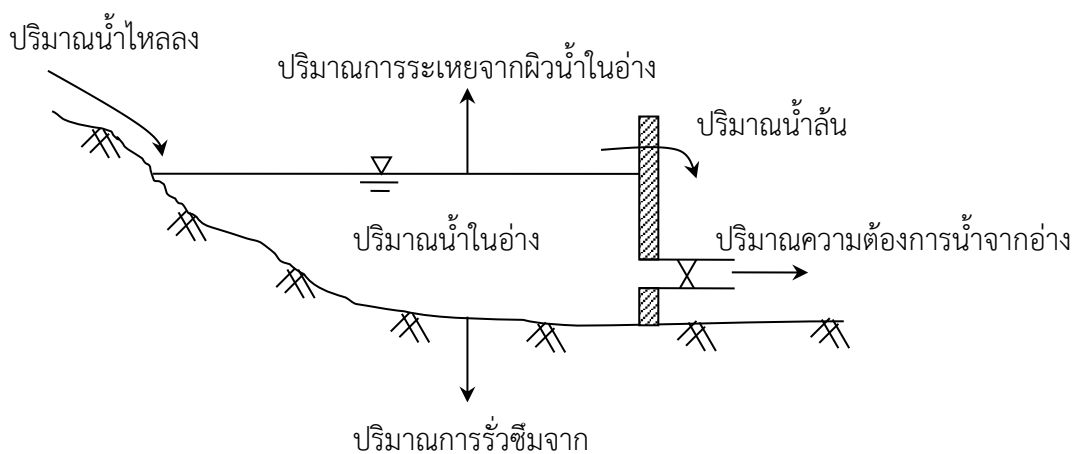 ปริมาณน้ำไหลลง
ปริมาณการระเหยจากผิวน้ำในอ่าง
ปริมาณน้ำล้น
ปริมาณน้ำในอ่าง
ปริมาณความต้องการน้ำจากอ่าง
ปริมาณการรั่วซึมจาก